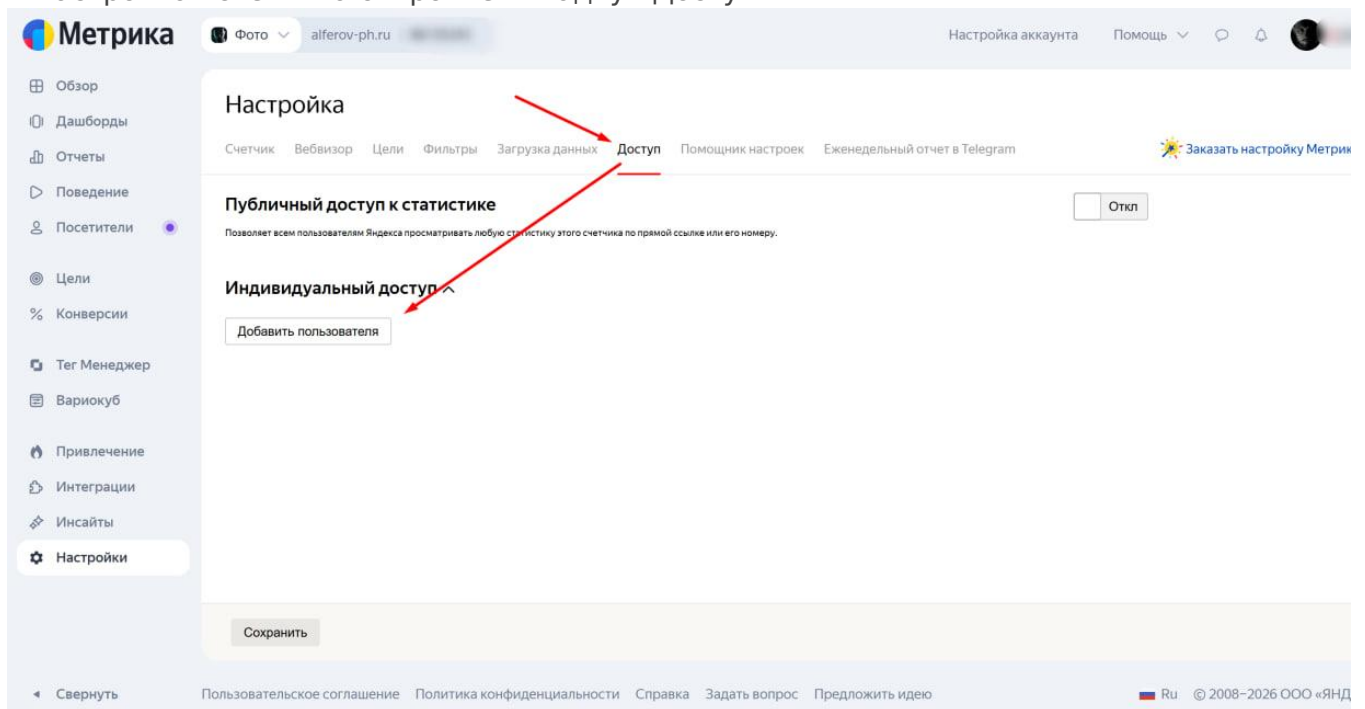 Метрика
Фото
alferov-ph.ru
Настройка аккаунта
Помощь
Обзор
Дашборды
Отчеты
Поведение
Посетители
Цели
Конверсии
Тег Менеджер
Вариокуб
Привлечение
Интеграции
Инсайты
Настройки
Свернуть
Настройка
Счетчик Вебвизор Цели Фильтры Загрузка данных Доступ Помощник настроек Еженедельный отчет в Telegram
Заказать настройку Метрик
Публичный доступ к статистике
Откл
Позволяет всем пользователям Яндекса просматривать любую статистику этого счетчика по прямой ссылке или его номеру.
Индивидуальный доступ
Добавить пользователя
Сохранить
Пользовательское соглашение Политика конфиденциальности Справка Задать вопрос Предложить идею
Ru © 2008–2026 ООО «ЯНД